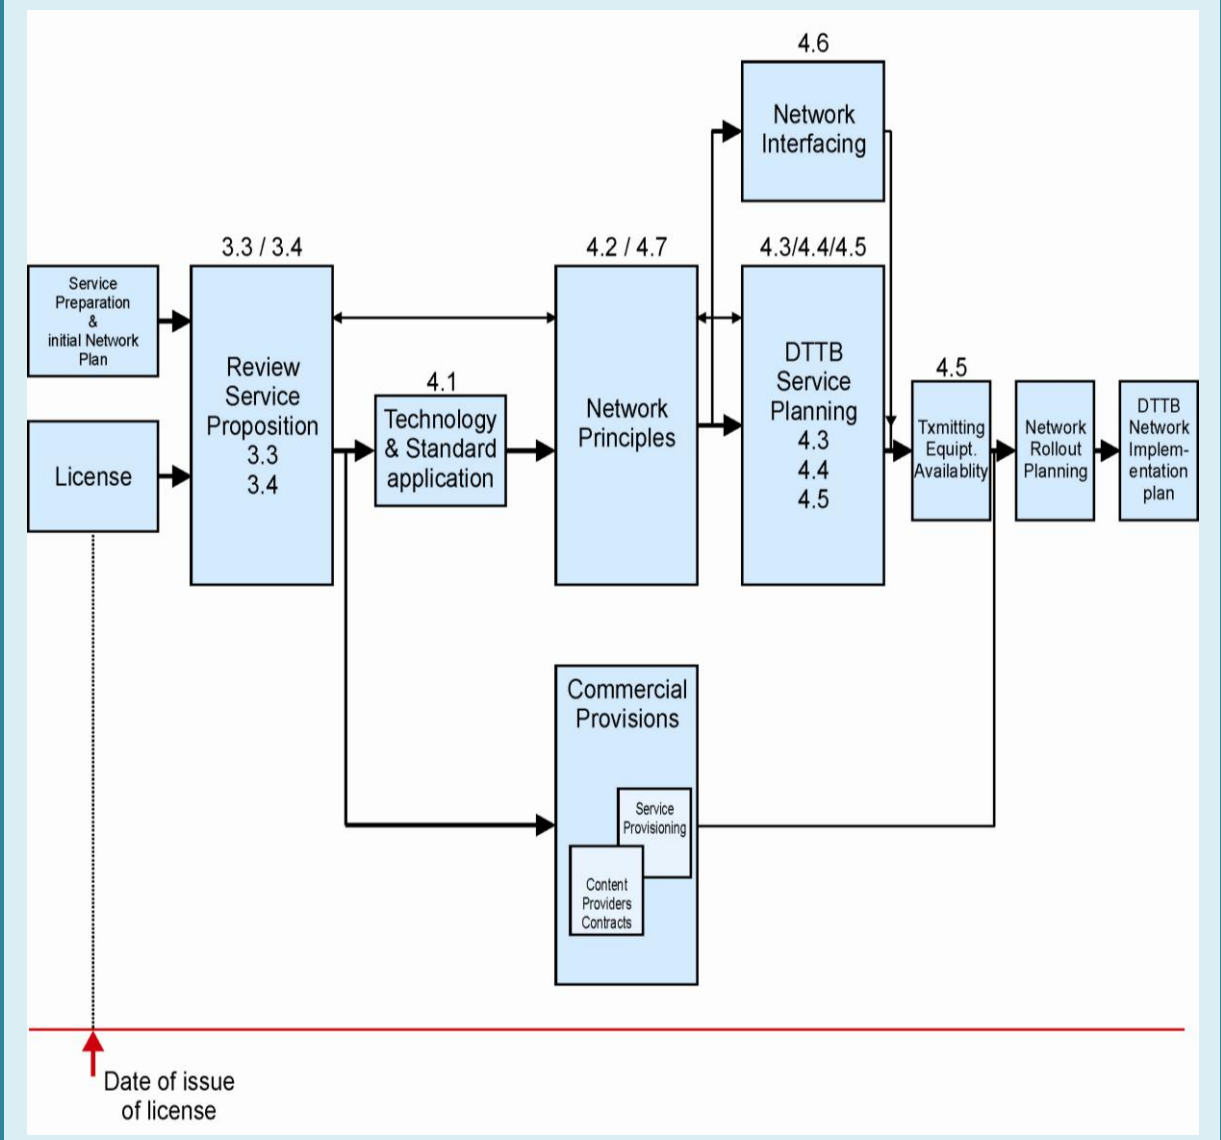 4.6
Network
Interfacing
3.3 / 3.4
4.2 / 4.7
4.3/4.4/4.5
Service
Preparation
&
initial Network
Plan
License
Review
Service
Proposition
3.3
3.4
4.1
Technology
& Standard
application
Network
Principles
DTTB
Service
Planning
4.3
4.4
4.5
4.5
Txmitting
Equipt.
Availablity
Network
Rollout
Planning
DTTB
Network
Implem-
entation
plan
Commercial
Provisions
Service
Provisioning
Content
Providers
Contracts
Date of issue
of license